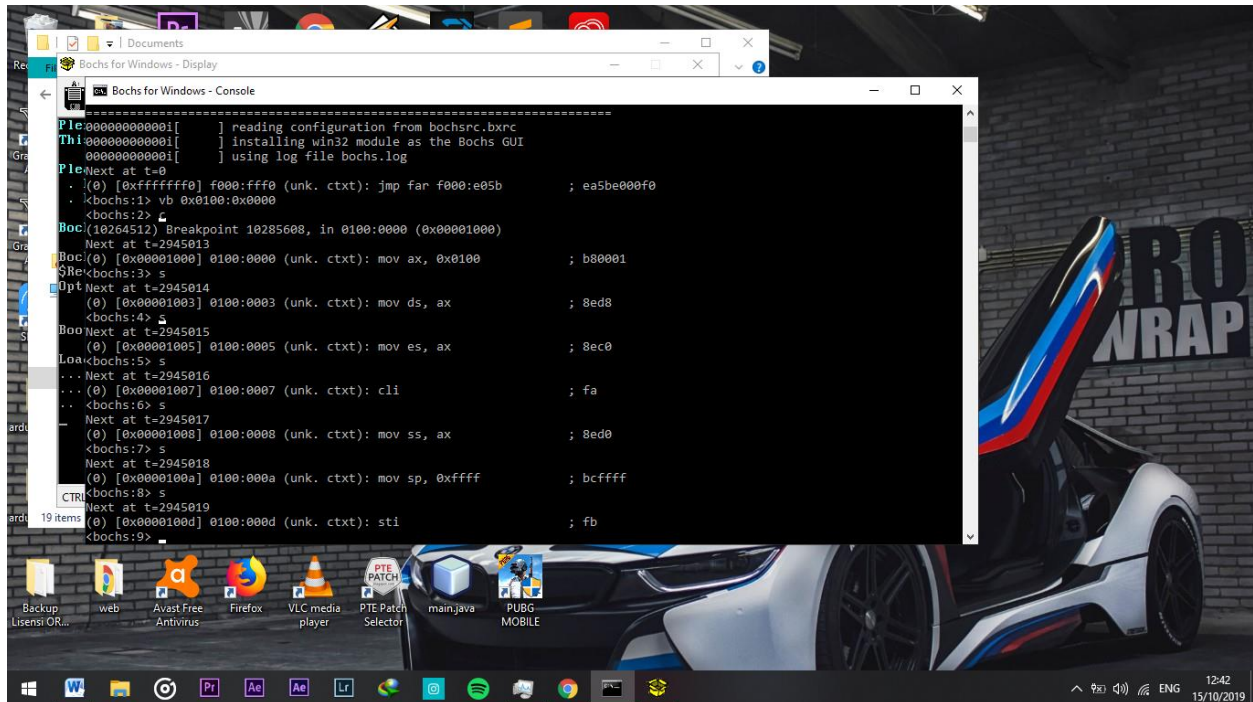 Documents
Bochs for Windows - Display
Bochs for Windows - Console
================================================================================
00000000000i[     ] reading configuration from bochsrc.bxrc
00000000000i[     ] installing win32 module as the Bochs GUI
00000000000i[     ] using log file bochs.log
Next at t=0
(0) [0xfffffff0] f000:fff0 (unk. ctxt): jmp far f000:e05b          ; ea5be000f0
<bochs:1> vb 0x0100:0x0000
<bochs:2> c
(10264512) Breakpoint 10285608, in 0100:0000 (0x00001000)
Next at t=2945013
(0) [0x00001000] 0100:0000 (unk. ctxt): mov ax, 0x0100            ; b80001
<bochs:3> s
Next at t=2945014
(0) [0x00001003] 0100:0003 (unk. ctxt): mov ds, ax                ; 8ed8
<bochs:4> s
Next at t=2945015
(0) [0x00001005] 0100:0005 (unk. ctxt): mov es, ax                ; 8ec0
<bochs:5> s
Next at t=2945016
(0) [0x00001007] 0100:0007 (unk. ctxt): cli                       ; fa
<bochs:6> s
Next at t=2945017
(0) [0x00001008] 0100:0008 (unk. ctxt): mov ss, ax                ; 8ed0
<bochs:7> s
Next at t=2945018
(0) [0x0000100a] 0100:000a (unk. ctxt): mov sp, 0xffff            ; bcffff
<bochs:8> s
Next at t=2945019
(0) [0x0000100d] 0100:000d (unk. ctxt): sti                       ; fb
<bochs:9>
CTRL
19 items
WRAP
Backup
Lisensi OR...
web
Avast Free
Antivirus
Firefox
VLC media
player
PTE PATCH
PTE Patch
Selector
main.java
PUBG
MOBILE
Pr
Ae
Ae
Lr
ENG
12:42
15/10/2019